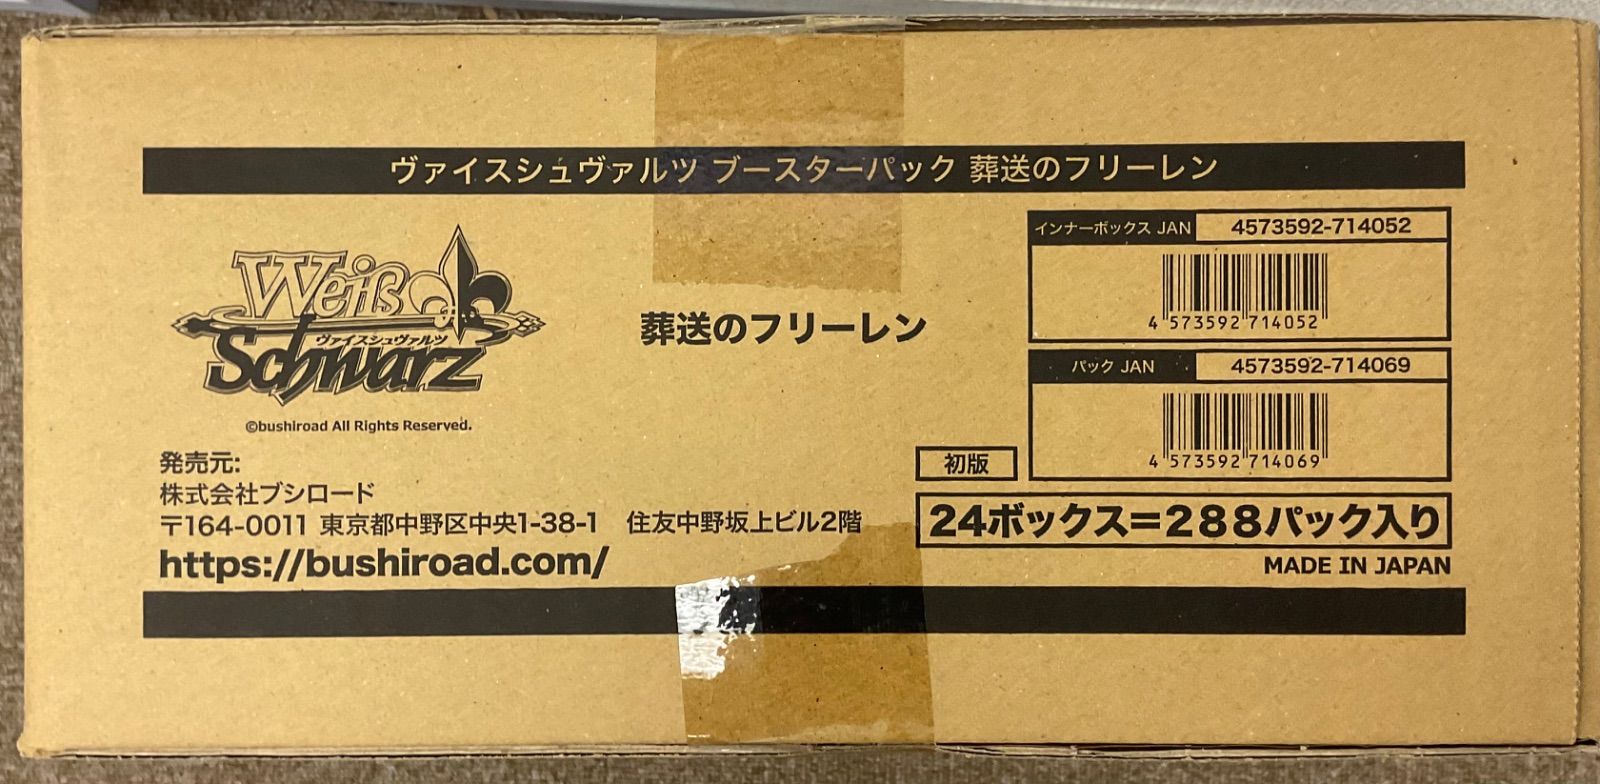 ヴァイスシュヴァルツ ブースターパック 葬送のフリーレン
Weiß
ヴァイスシュヴァルツ
Schwarz
©bushiroad All Rights Reserved.
葬送のフリーレン
インナーボックス JAN 4573592-714052
4 573592 714052
パック JAN 4573592-714069
4 573592 714069
発売元:
株式会社ブシロード
〒164-0011 東京都中野区中央1-38-1 住友中野坂上ビル2階
https://bushiroad.com/
初版
24ボックス=288パック入り
MADE IN JAPAN